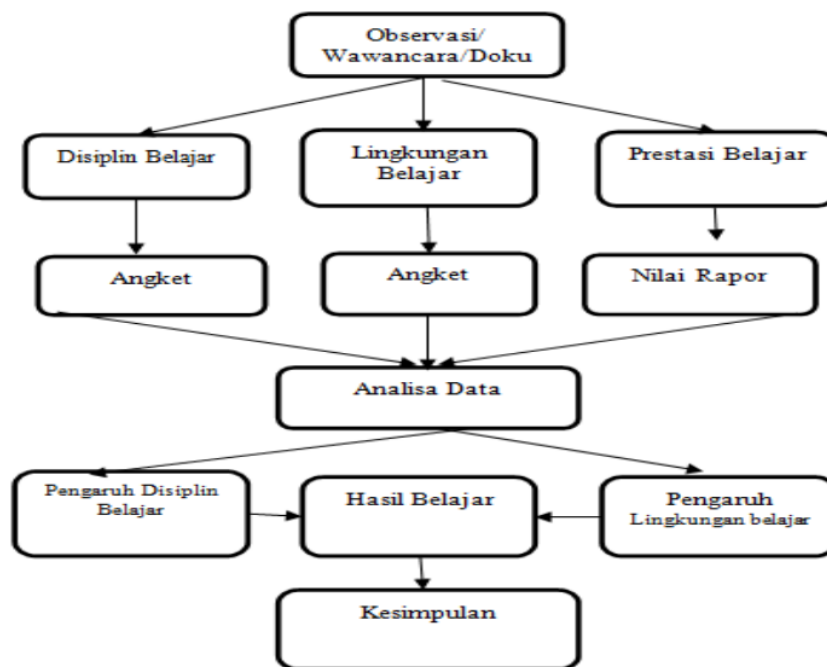 Observasi/
Wawancara/Doku
Disiplin Belajar
Lingkungan
Belajar
Prestasi Belajar
Angket
Angket
Nilai Rapor
Analisa Data
Pengaruh Disiplin
Belajar
Hasil Belajar
Pengaruh
Lingkungan belajar
Kesimpulan